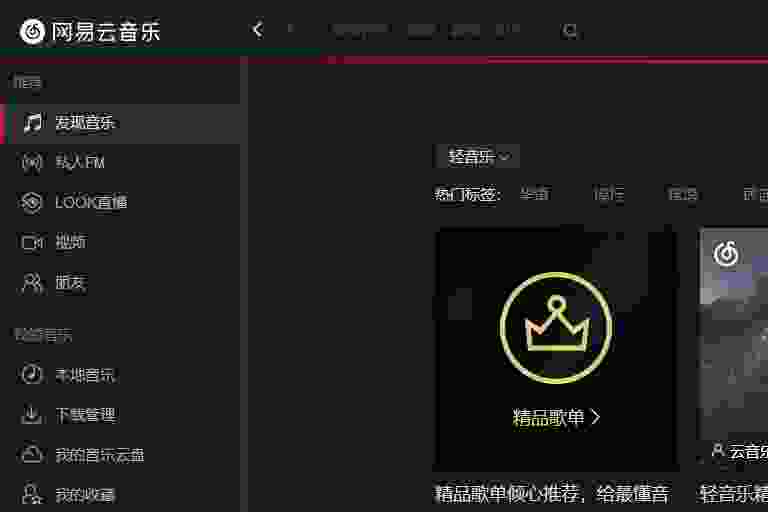 网易云音乐
推荐
发现音乐
私人FM
LOOK直播
视频
朋友
我的音乐
本地音乐
下载管理
我的音乐云盘
我的收藏
轻音乐
热门标签： 华语 流行 摇滚
精品歌单
精品歌单倾心推荐，给最懂音
云音乐
轻音乐精